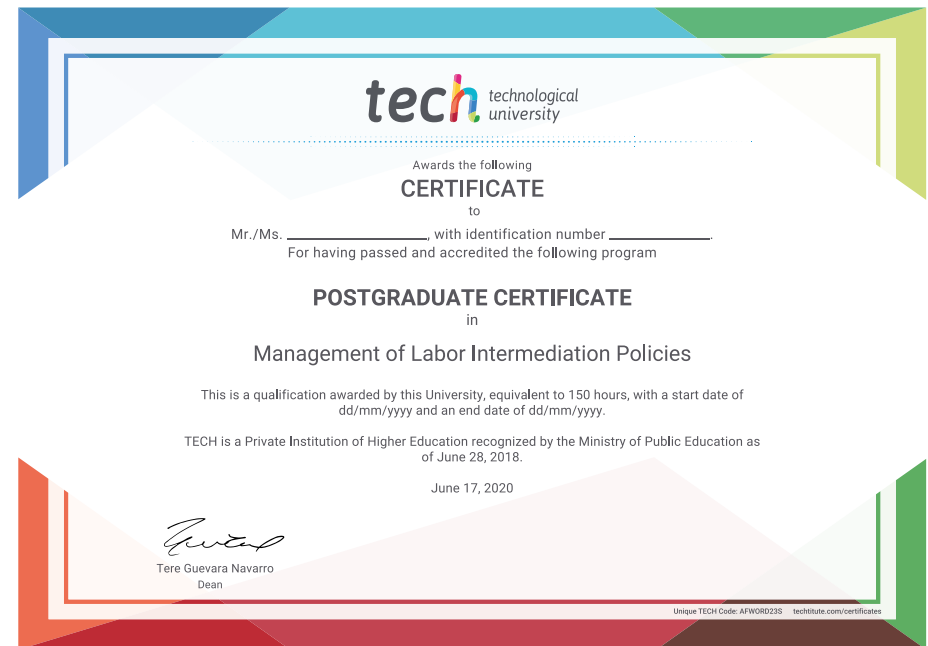 tech technological
university
Awards the following
CERTIFICATE
to
Mr./Ms. ____________________, with identification number ______________.
For having passed and accredited the following program
POSTGRADUATE CERTIFICATE
in
Management of Labor Intermediation Policies
This is a qualification awarded by this University, equivalent to 150 hours, with a start date of
dd/mm/yyyy and an end date of dd/mm/yyyy.
TECH is a Private Institution of Higher Education recognized by the Ministry of Public Education as
of June 28, 2018.
June 17, 2020
Tere Guevara Navarro
Dean
Unique TECH Code: AFWORD23S techtitute.com/certificates